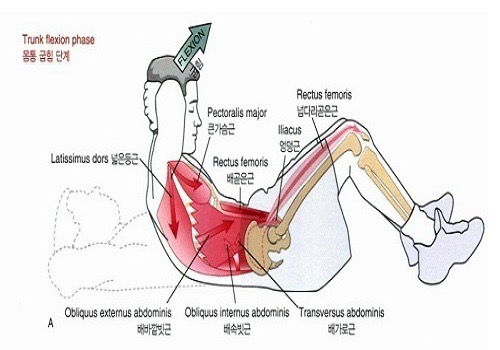 Trunk flexion phase
몸통 굽힘 단계
FLEXION
굽힘
Rectus femoris
넙다리곧은근
Pectoralis major
큰가슴근
Iliacus
엉덩근
Latissimus dors 넓은등근
Rectus femoris
배곧은근
Obliquus externus abdominis
배바깥빗근
Obliquus internus abdominis
배속빗근
Transversus abdominis
배가로근
A